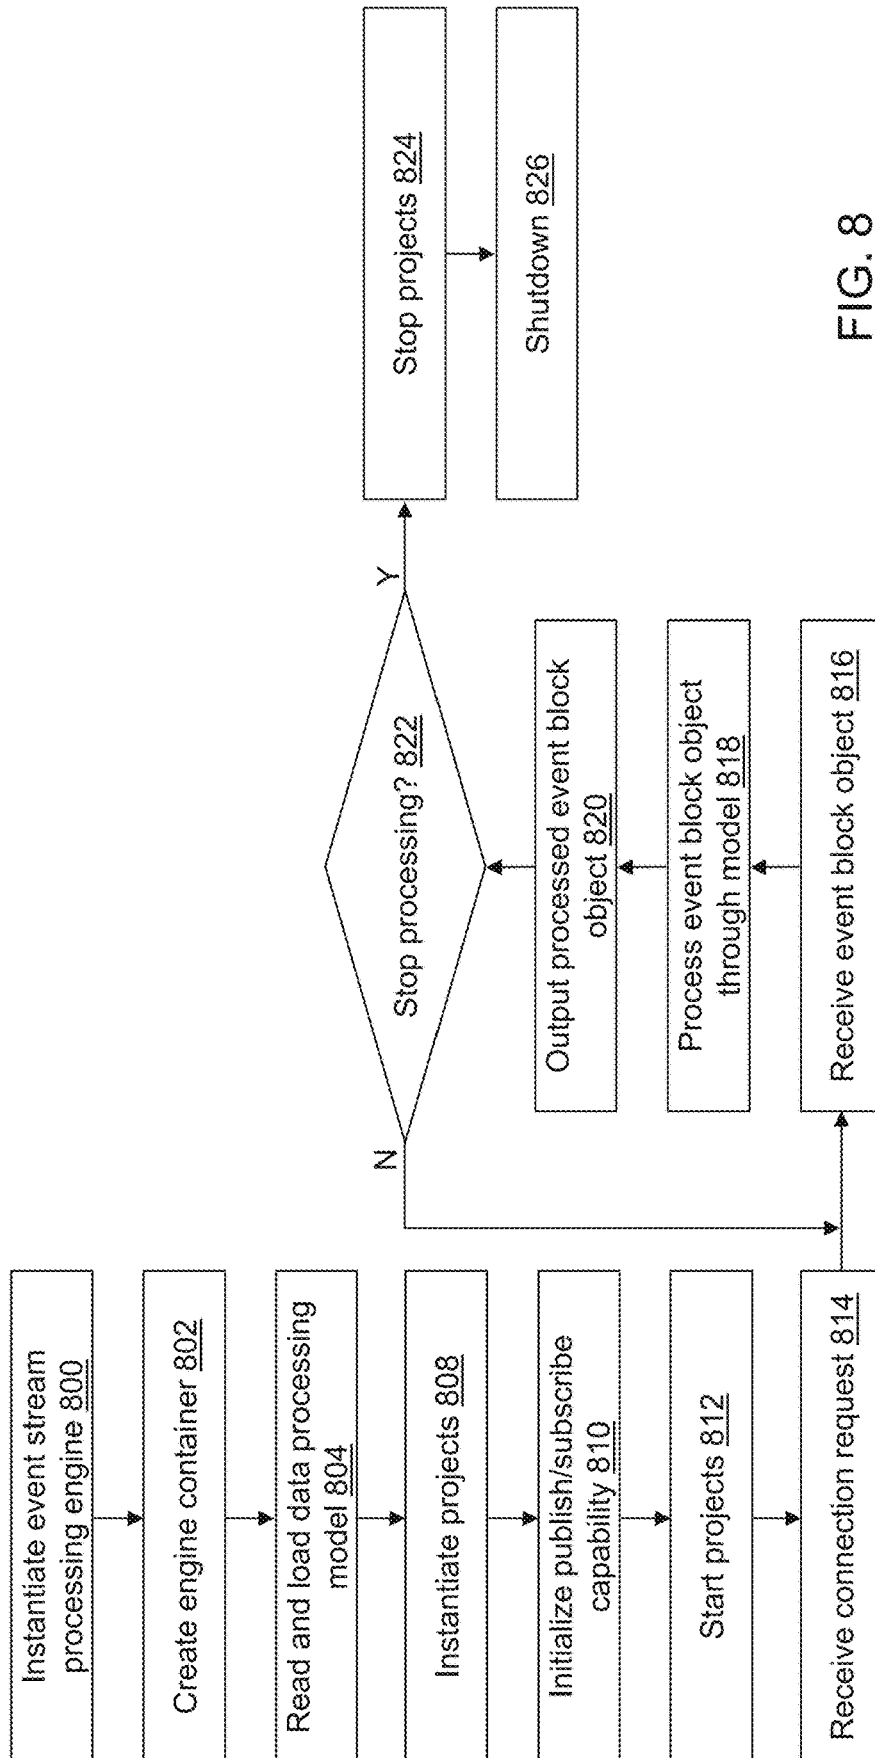 Instantiate event stream
processing engine 800
Create engine container 802
Read and load data processing
model 804
Instantiate projects 808
Initialize publish/subscribe
capability 810
Start projects 812
Receive connection request 814
Receive event block object 816
Process event block object
through model 818
Output processed event block
object 820
Stop processing? 822
N
Y
Stop projects 824
Shutdown 826
FIG. 8